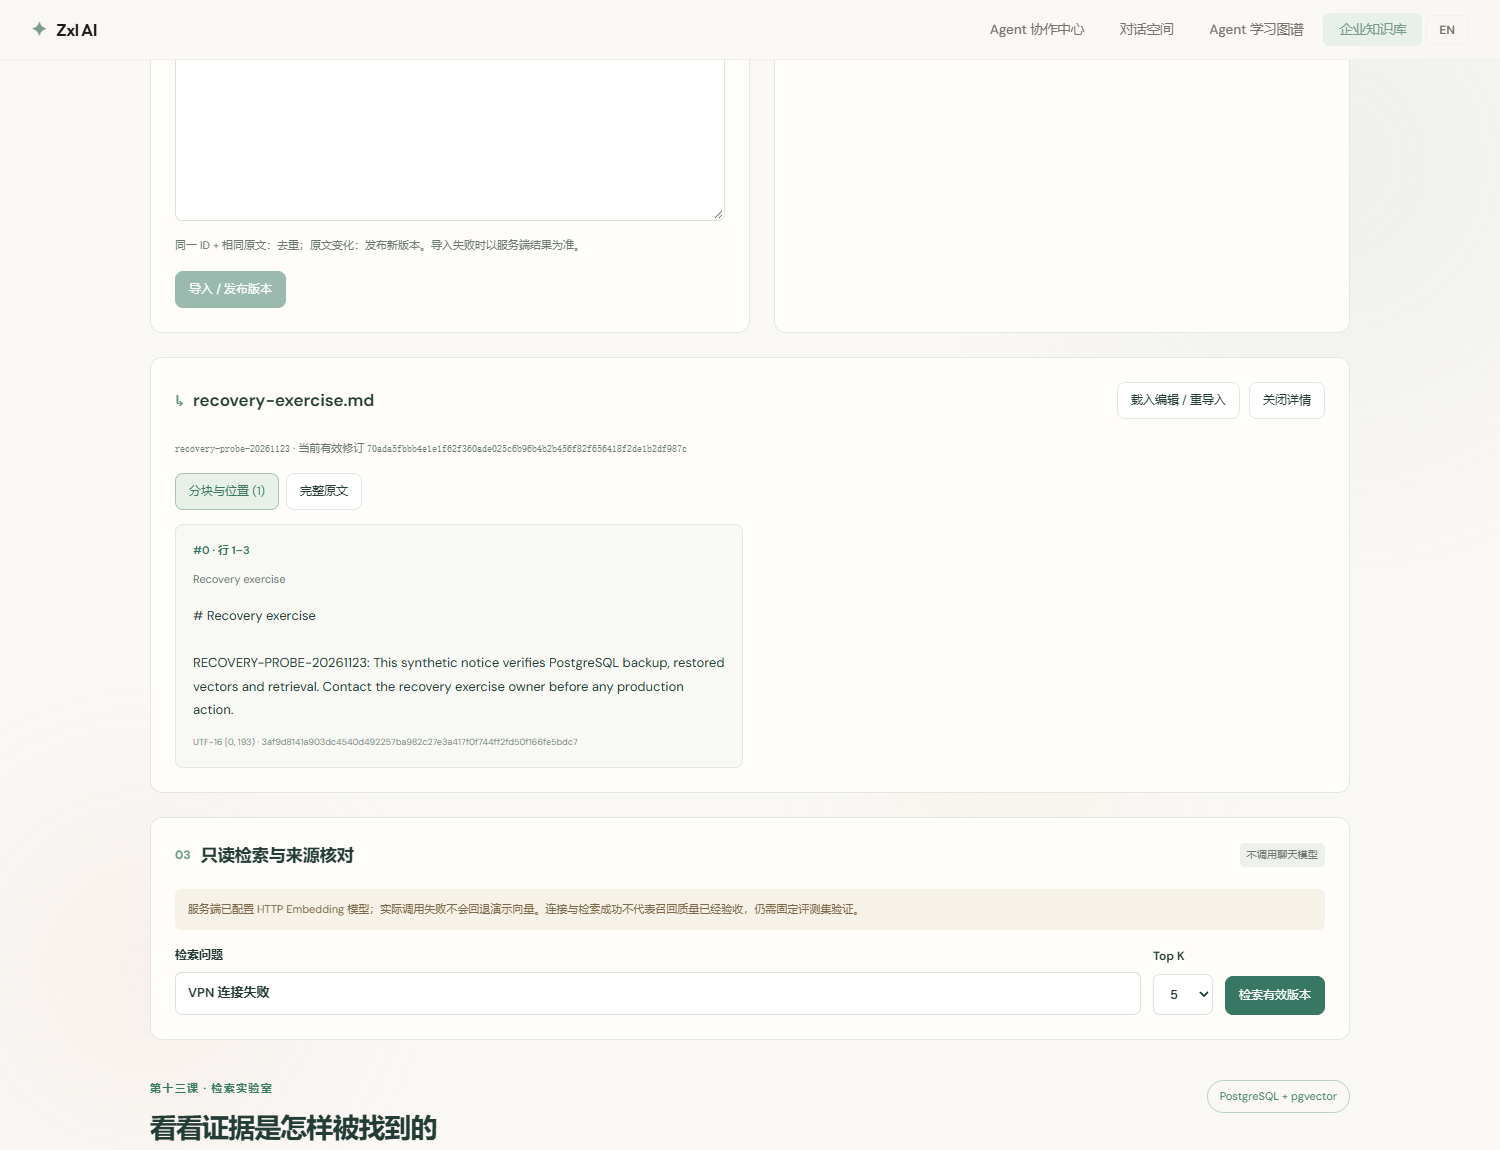 Zxl AI
Agent 协作中心
对话空间
Agent 学习图谱
企业知识库
EN
同一 ID + 相同原文：去重；原文变化：发布新版本。导入失败时以服务端结果为准。
导入 / 发布版本
↳ recovery-exercise.md
载入编辑 / 重导入
关闭详情
recovery-probe-20261123 · 当前有效修订 70ada5fbbb4e1e1f62f360ade025c6b96b4b2b456f82f656418f2de1b2df987c
分块与位置 (1)
完整原文
#0 · 行 1–3
Recovery exercise
# Recovery exercise
RECOVERY-PROBE-20261123: This synthetic notice verifies PostgreSQL backup, restored
vectors and retrieval. Contact the recovery exercise owner before any production
action.
UTF-16 [0, 193) · 3af9d8141a903dc4540d492257ba982c27e3a417f0f744ff2fd50f166fe5bdc7
03 只读检索与来源核对
不调用聊天模型
服务端已配置 HTTP Embedding 模型；实际调用失败不会回退演示向量。连接与检索成功不代表召回质量已经验收，仍需固定评测集验证。
检索问题
Top K
VPN 连接失败
5
检索有效版本
第十三课 · 检索实验室
PostgreSQL + pgvector
看看证据是怎样被找到的